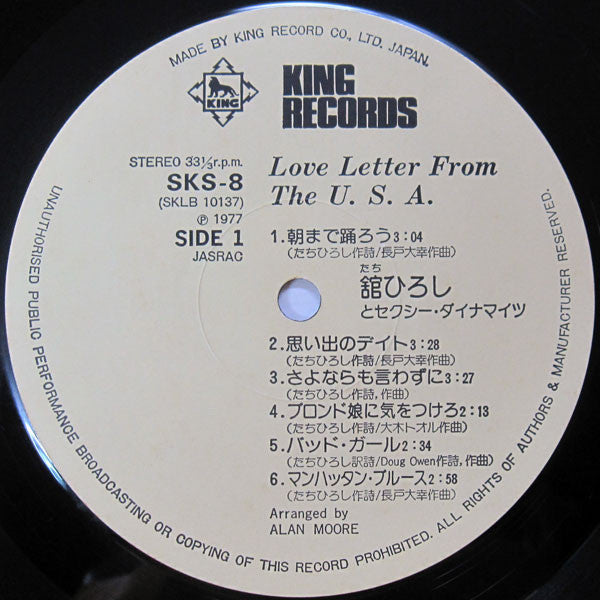 MADE BY KING RECORD CO., LTD. JAPAN.
KING
KING
RECORDS
STEREO 33 1/3 r.p.m.
SKS-8
(SKLB 10137)
Ⓟ 1977
SIDE 1
JASRAC
Love Letter From
The U. S. A.
1.朝まで踊ろう3:04
(たちひろし作詩/長戸大幸作曲)
たち
舘ひろし
とセクシー・ダイナマイツ
2.思い出のデイト3:28
(たちひろし作詩/長戸大幸作曲)
3.さよならも言わずに3:27
(たちひろし作詩,作曲)
4.ブロンド娘に気をつけろ2:13
(たちひろし作詩/大木トオル作曲)
5.バッド・ガール2:34
(たちひろし訳詩/Doug Owen作詩,作曲)
6.マンハッタン・ブルース2:58
(たちひろし作詩/長戸大幸作曲)
Arranged by
ALAN MOORE
UNAUTHORISED PUBLIC PERFORMANCE BROADCASTING OR COPYING OF THIS RECORD PROHIBITED. ALL RIGHTS OF AUTHORS & MANUFACTURER RESERVED.